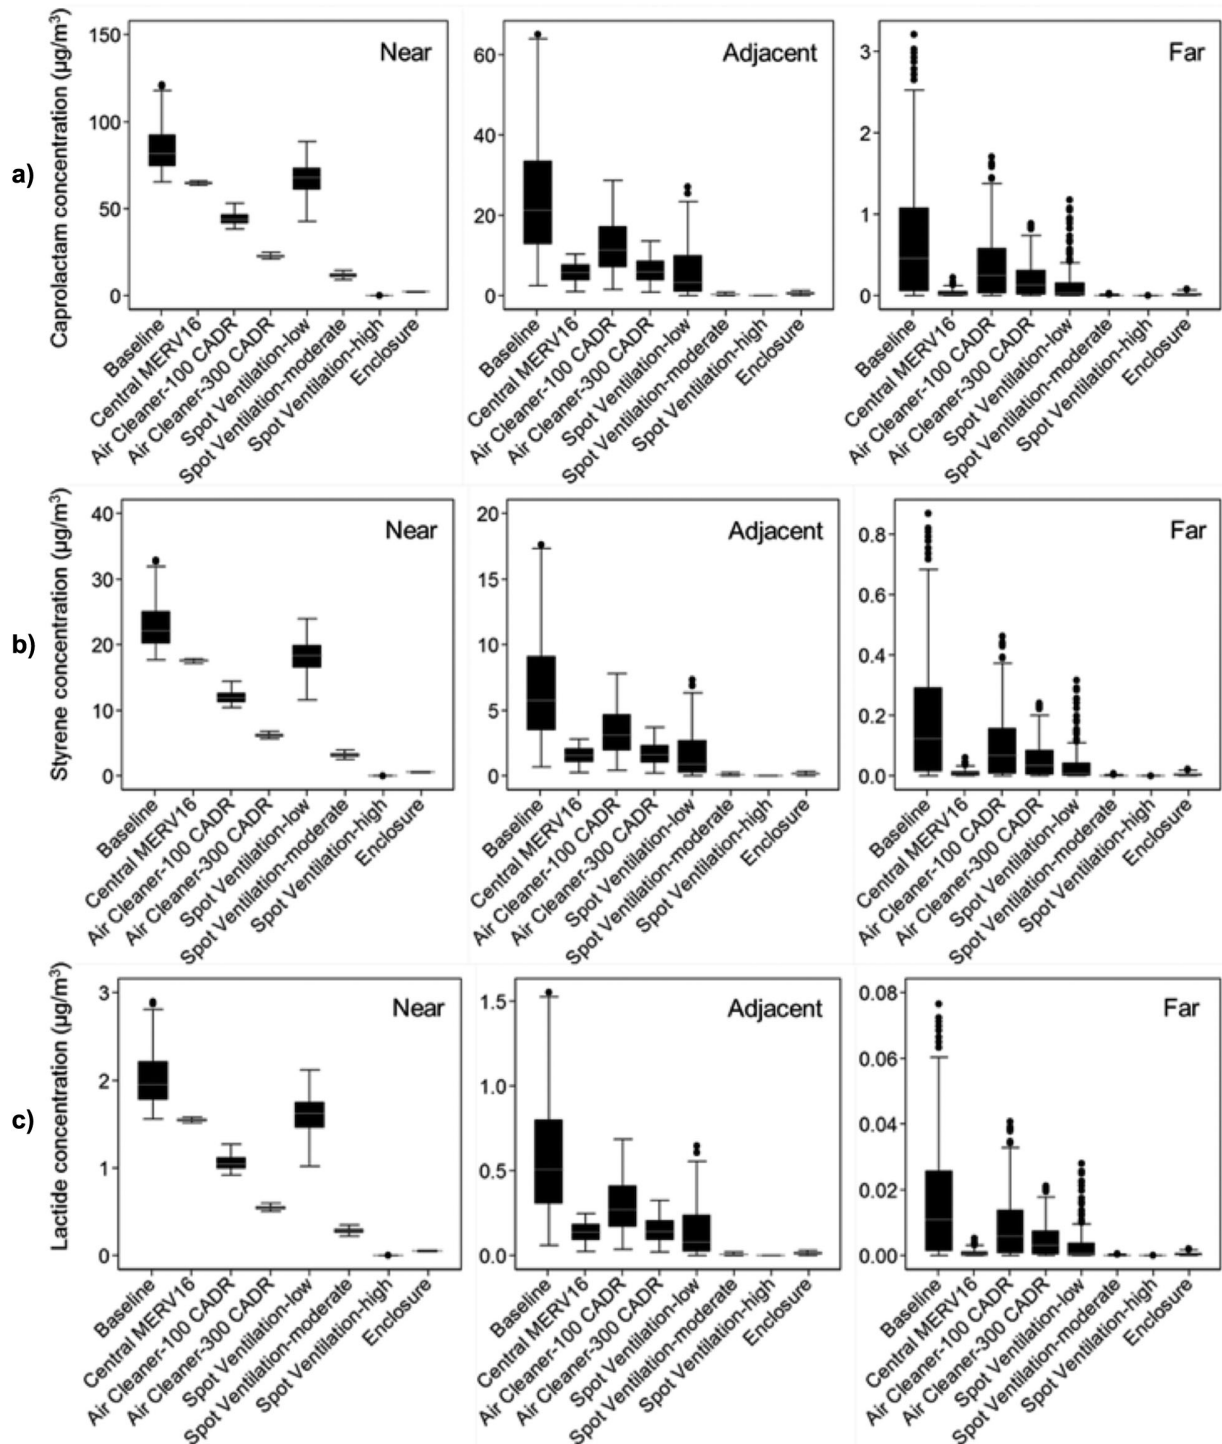 a)
Caprolactam concentration (µg/m³)
Near
150
100
50
0
Baseline
Central MERV16
Air Cleaner-100 CADR
Air Cleaner-300 CADR
Spot Ventilation-low
Spot Ventilation-moderate
Spot Ventilation-high
Enclosure
Adjacent
60
40
20
0
Baseline
Central MERV16
Air Cleaner-100 CADR
Air Cleaner-300 CADR
Spot Ventilation-low
Spot Ventilation-moderate
Spot Ventilation-high
Enclosure
Far
3
2
1
0
Baseline
Central MERV16
Air Cleaner-100 CADR
Air Cleaner-300 CADR
Spot Ventilation-low
Spot Ventilation-moderate
Spot Ventilation-high
Enclosure
b)
Styrene concentration (µg/m³)
Near
40
30
20
10
0
Baseline
Central MERV16
Air Cleaner-100 CADR
Air Cleaner-300 CADR
Spot Ventilation-low
Spot Ventilation-moderate
Spot Ventilation-high
Enclosure
Adjacent
20
15
10
5
0
Baseline
Central MERV16
Air Cleaner-100 CADR
Air Cleaner-300 CADR
Spot Ventilation-low
Spot Ventilation-moderate
Spot Ventilation-high
Enclosure
Far
0.8
0.6
0.4
0.2
0.0
Baseline
Central MERV16
Air Cleaner-100 CADR
Air Cleaner-300 CADR
Spot Ventilation-low
Spot Ventilation-moderate
Spot Ventilation-high
Enclosure
c)
Lactide concentration (µg/m³)
Near
3
2
1
0
Baseline
Central MERV16
Air Cleaner-100 CADR
Air Cleaner-300 CADR
Spot Ventilation-low
Spot Ventilation-moderate
Spot Ventilation-high
Enclosure
Adjacent
1.5
1.0
0.5
0.0
Baseline
Central MERV16
Air Cleaner-100 CADR
Air Cleaner-300 CADR
Spot Ventilation-low
Spot Ventilation-moderate
Spot Ventilation-high
Enclosure
Far
0.08
0.06
0.04
0.02
0.00
Baseline
Central MERV16
Air Cleaner-100 CADR
Air Cleaner-300 CADR
Spot Ventilation-low
Spot Ventilation-moderate
Spot Ventilation-high
Enclosure